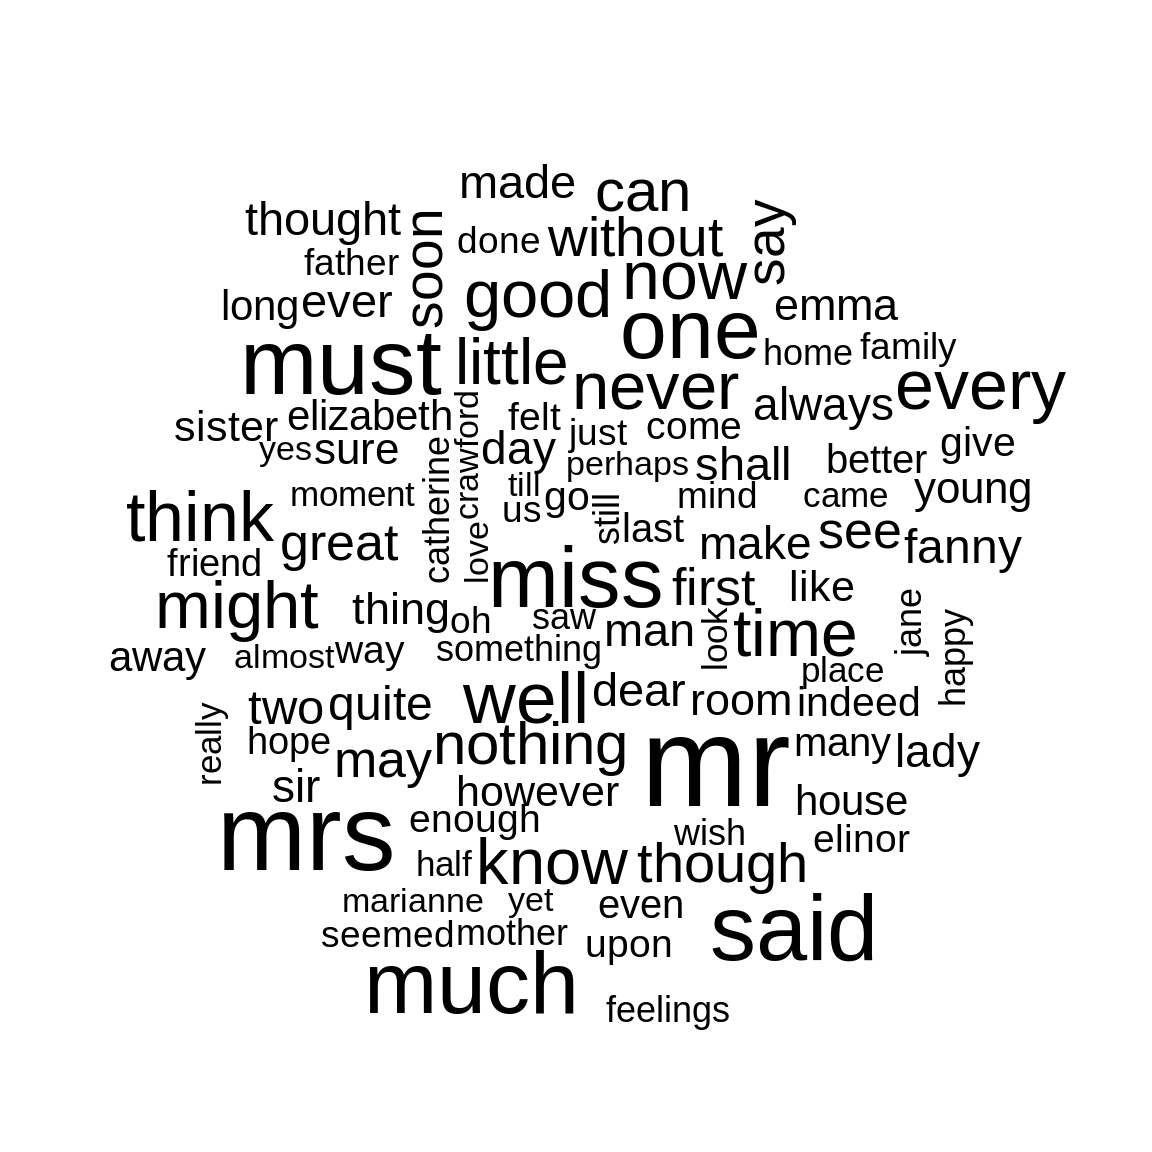 made can
thought soon done without say
father now
long ever good emma
must little one home family
never every
sister elizabeth crawford felt just come always
yes sure catherine day perhaps shall better give
moment till us go still mind came young
think last
great love make see fanny
friend miss first like
might thing oh saw man look time jane happy
away almost way something place
really two quite well dear room indeed
hope may nothing mr many lady
sir however house
mrs enough wish elinor
half know though
marianne yet even said
seemed mother upon
much feelings